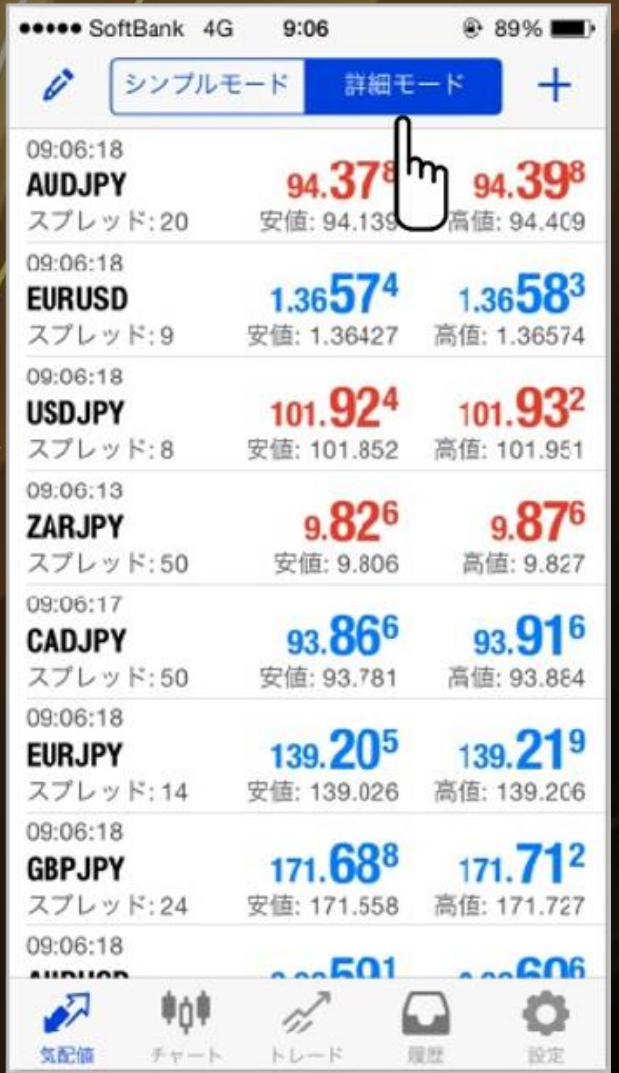 SoftBank 4G 9:06 89%
シンプルモード 詳細モード
09:06:18
AUDJPY 94.378 94.398
スプレッド: 20 安値: 94.139 高値: 94.409
09:06:18
EURUSD 1.36574 1.36583
スプレッド: 9 安値: 1.36427 高値: 1.36574
09:06:18
USDJPY 101.924 101.932
スプレッド: 8 安値: 101.852 高値: 101.951
09:06:13
ZARJPY 9.826 9.876
スプレッド: 50 安値: 9.806 高値: 9.827
09:06:17
CADJPY 93.866 93.916
スプレッド: 50 安値: 93.781 高値: 93.884
09:06:18
EURJPY 139.205 139.219
スプレッド: 14 安値: 139.026 高値: 139.206
09:06:18
GBPJPY 171.688 171.712
スプレッド: 24 安値: 171.558 高値: 171.727
09:06:18
気配値 チャート トレード 履歴 設定